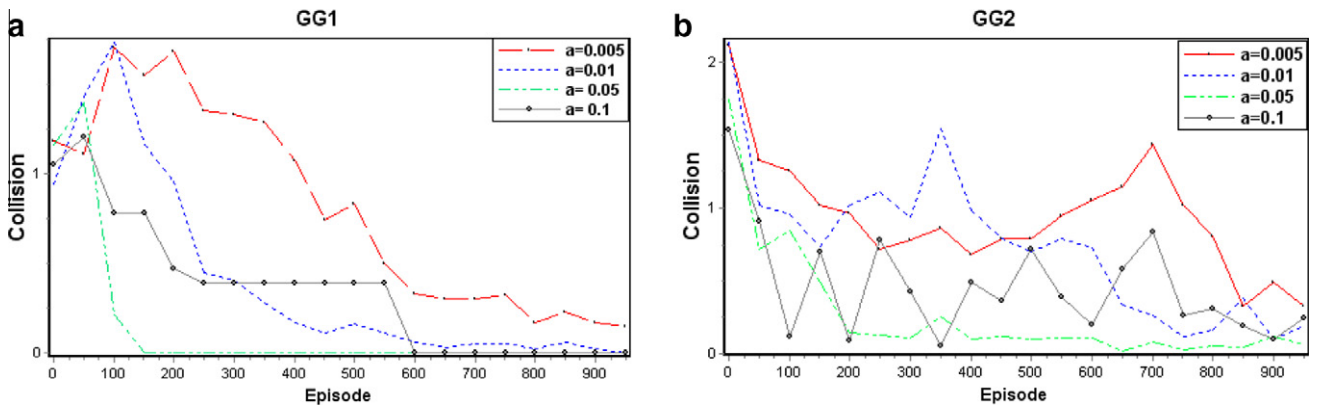 a
GG1
a=0.005
a=0.01
a= 0.05
a= 0.1
Collision
1
0
0 100 200 300 400 500 600 700 800 900
Episode
b
GG2
a=0.005
a=0.01
a=0.05
a=0.1
Collision
2
1
0
0 100 200 300 400 500 600 700 800 900
Episode